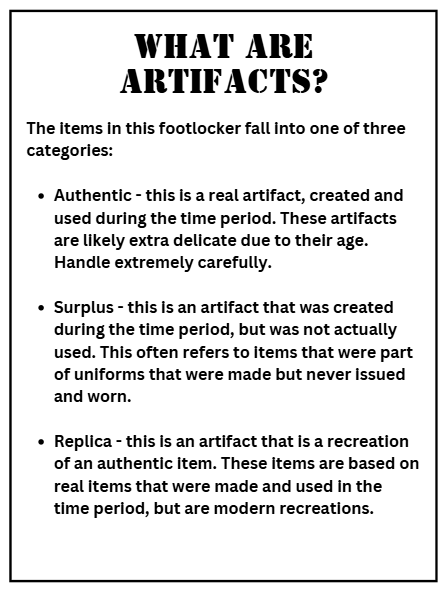 WHAT ARE
ARTIFACTS?
The items in this footlocker fall into one of three
categories:
• Authentic - this is a real artifact, created and
used during the time period. These artifacts
are likely extra delicate due to their age.
Handle extremely carefully.
• Surplus - this is an artifact that was created
during the time period, but was not actually
used. This often refers to items that were part
of uniforms that were made but never issued
and worn.
• Replica - this is an artifact that is a recreation
of an authentic item. These items are based on
real items that were made and used in the
time period, but are modern recreations.